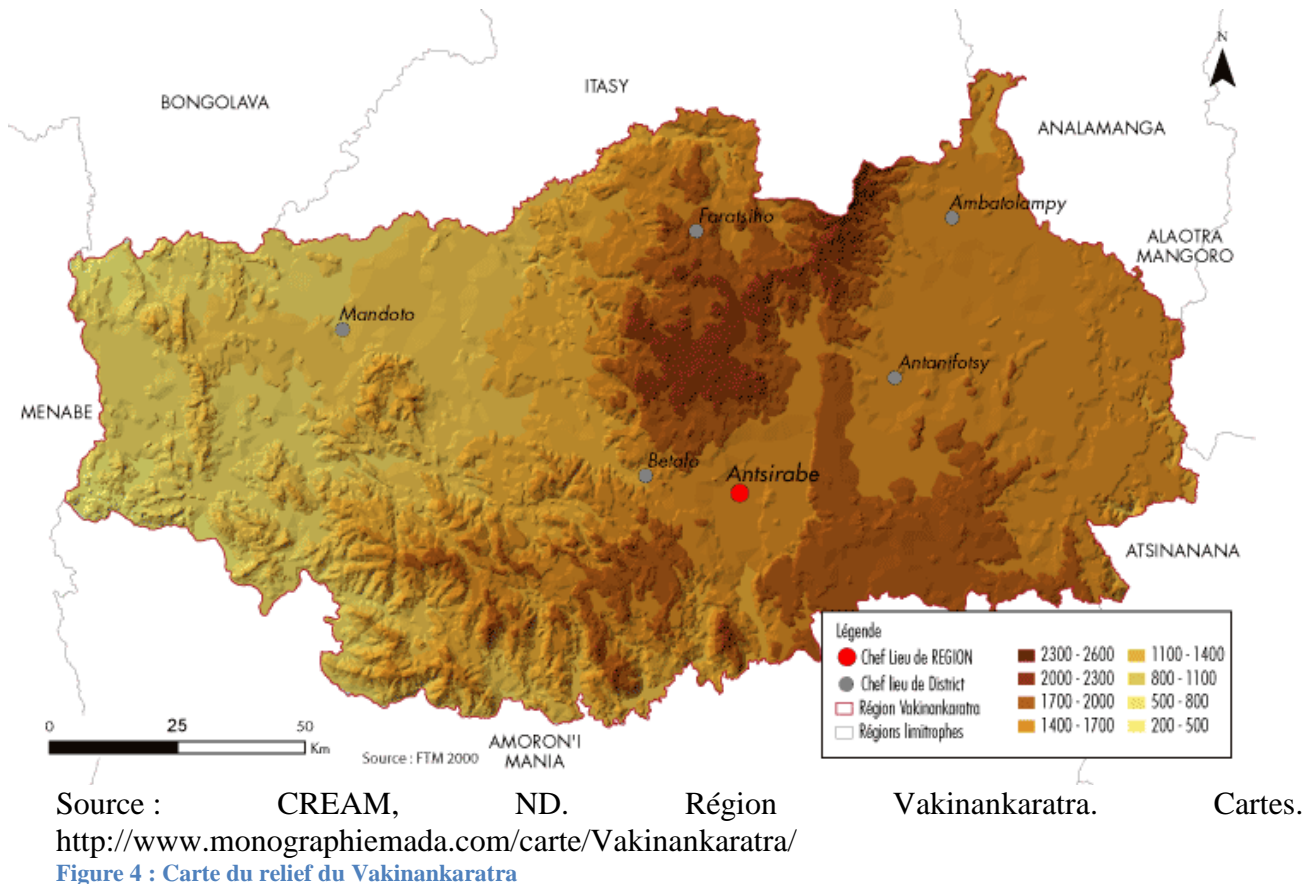 N
ITASY
BONGOLAVA
ANALAMANGA
Faratsiho
Ambatolampy
ALAOTRA
MANGORO
Mandoto
Antanifotsy
MENABE
Betafo
Antsirabe
ATSINANANA
Légende
Chef Lieu de REGION
Chef lieu de District
Région Vakinankaratra
Régions limitrophes
2300 - 2600
2000 - 2300
1700 - 2000
1400 - 1700
1100 - 1400
800 - 1100
500 - 800
200 - 500
0 25 50
Km
Source : FTM 2000
AMORON'I
MANIA
Source : CREAM, ND. Région Vakinankaratra. Cartes.
http://www.monographiemada.com/carte/Vakinankaratra/
Figure 4 : Carte du relief du Vakinankaratra